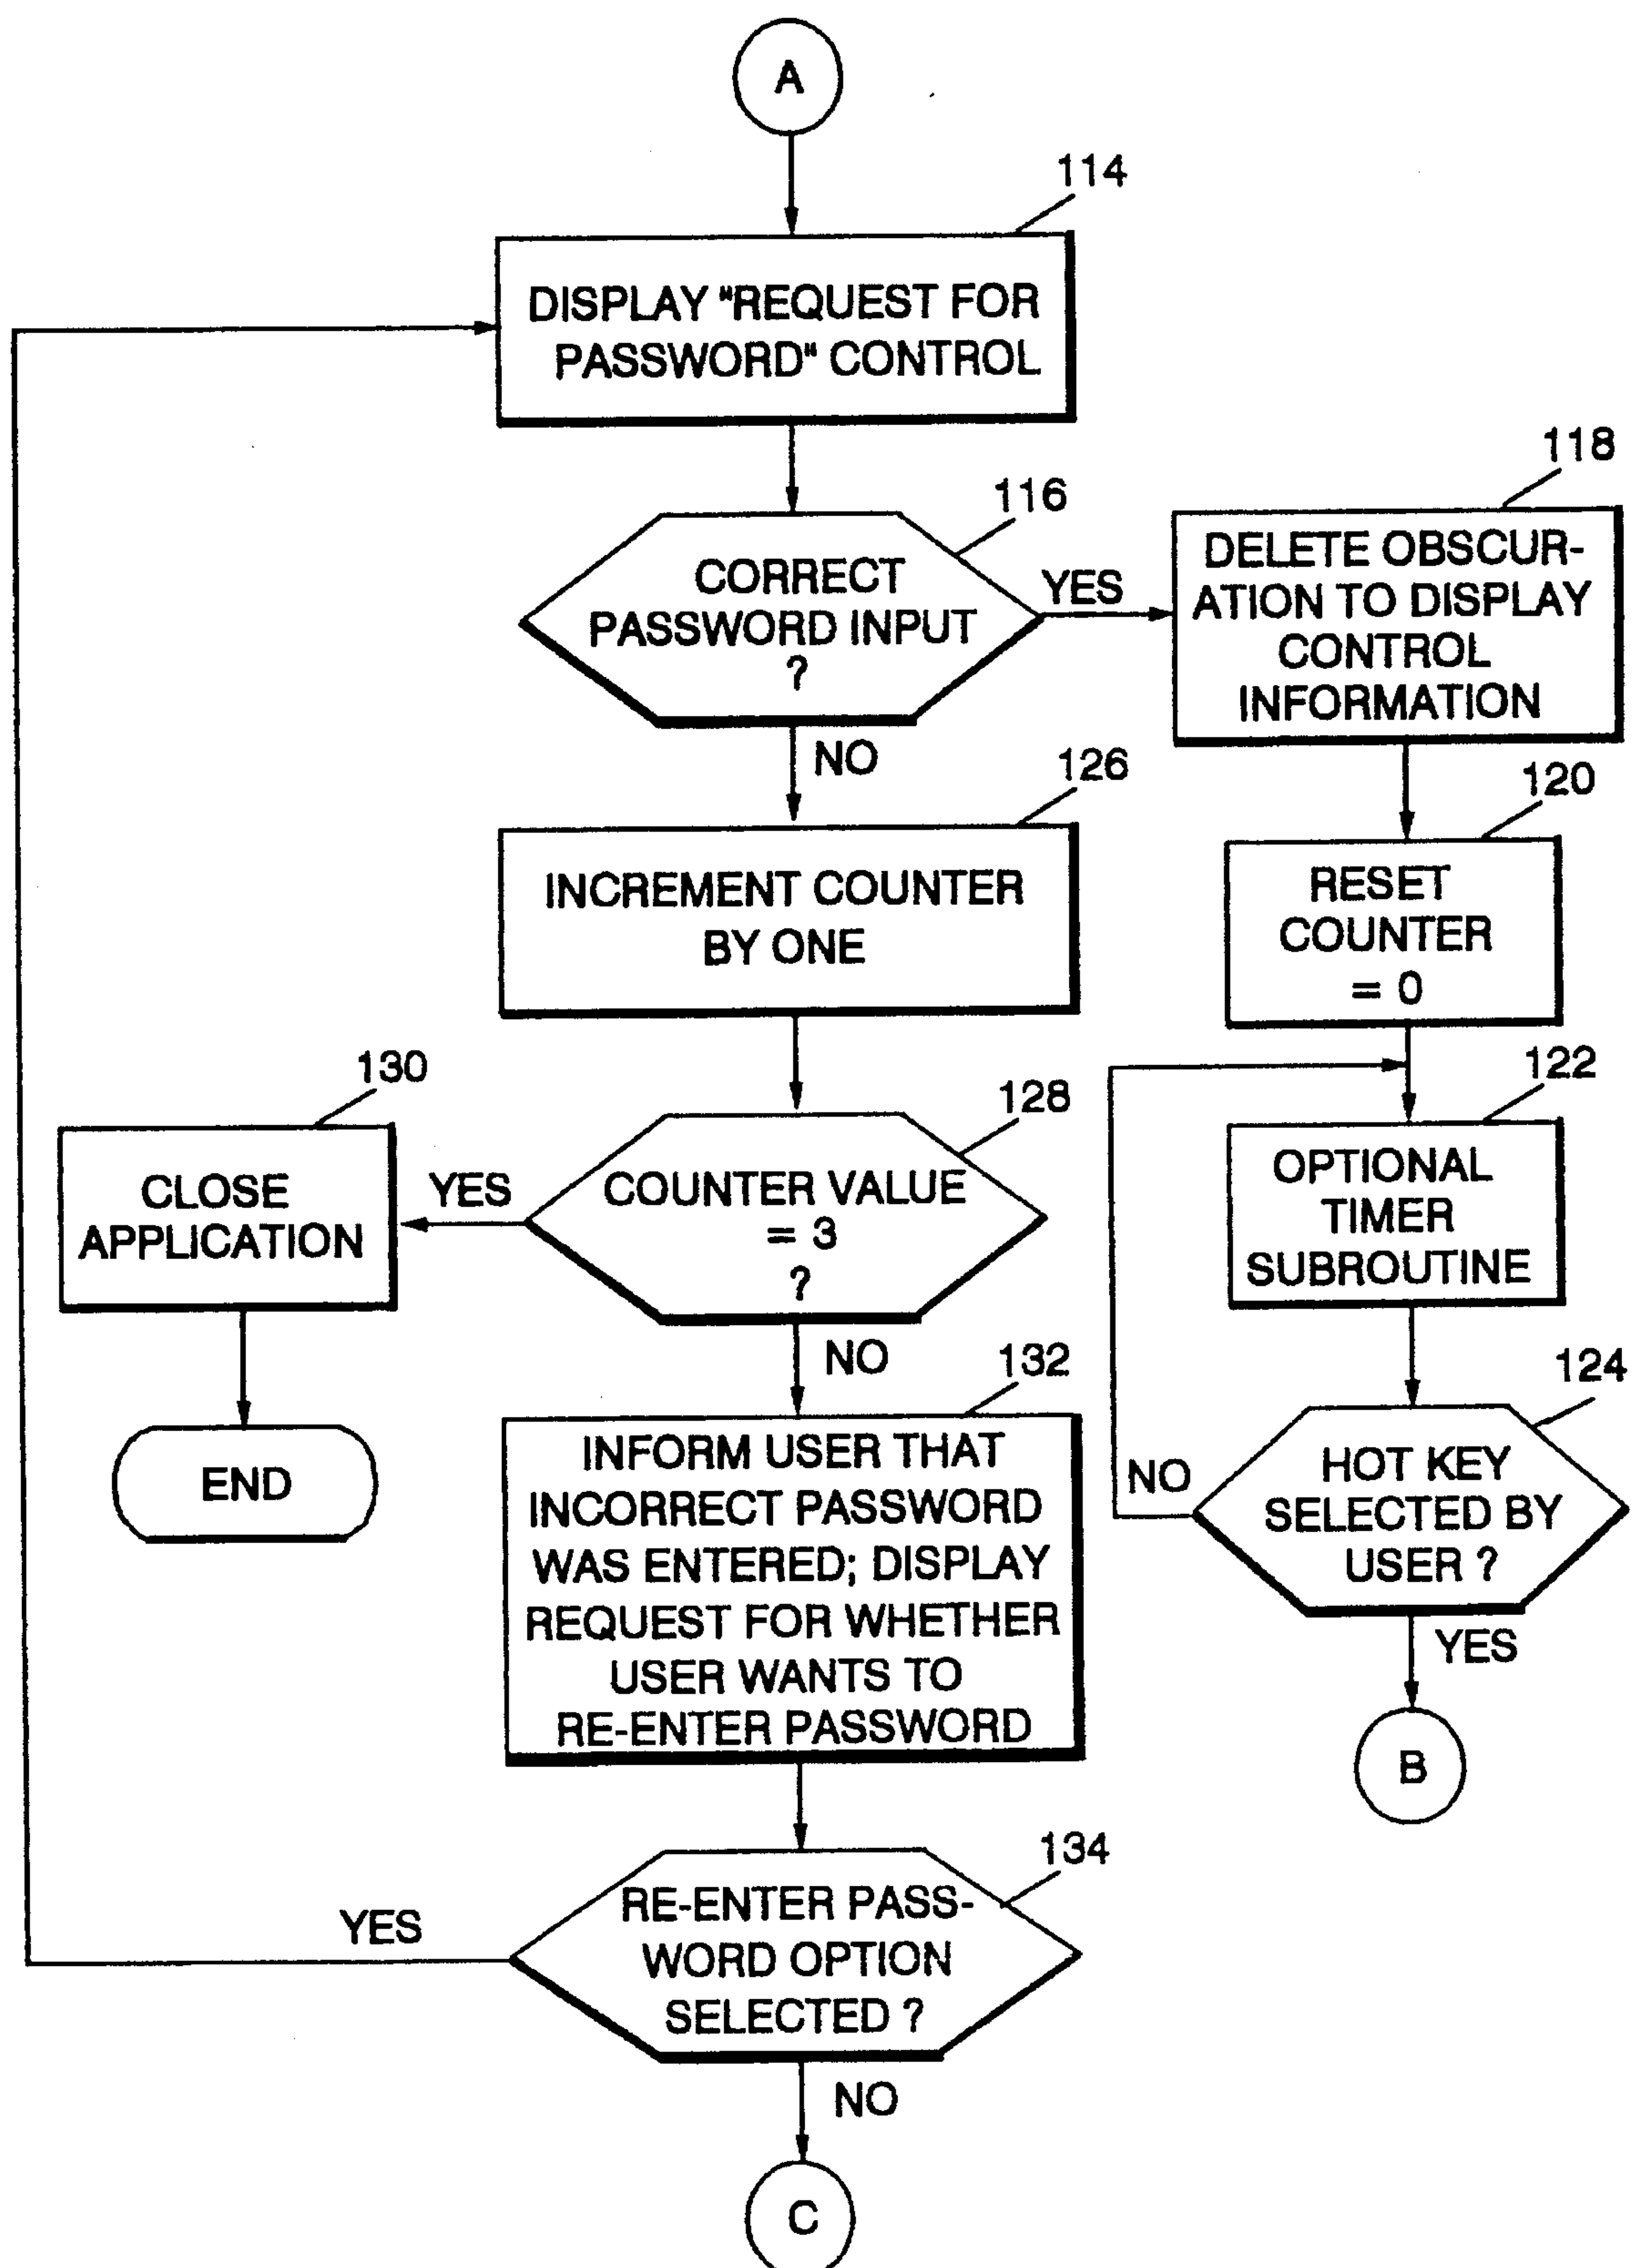 A
114
DISPLAY "REQUEST FOR
PASSWORD" CONTROL
116
CORRECT
PASSWORD INPUT
?
YES
NO
118
DELETE OBSCUR-
ATION TO DISPLAY
CONTROL
INFORMATION
120
RESET
COUNTER
= 0
122
OPTIONAL
TIMER
SUBROUTINE
124
HOT KEY
SELECTED BY
USER ?
NO
YES
B
126
INCREMENT COUNTER
BY ONE
128
COUNTER VALUE
= 3
?
YES
NO
130
CLOSE
APPLICATION
END
132
INFORM USER THAT
INCORRECT PASSWORD
WAS ENTERED; DISPLAY
REQUEST FOR WHETHER
USER WANTS TO
RE-ENTER PASSWORD
134
RE-ENTER PASS-
WORD OPTION
SELECTED ?
YES
NO
C